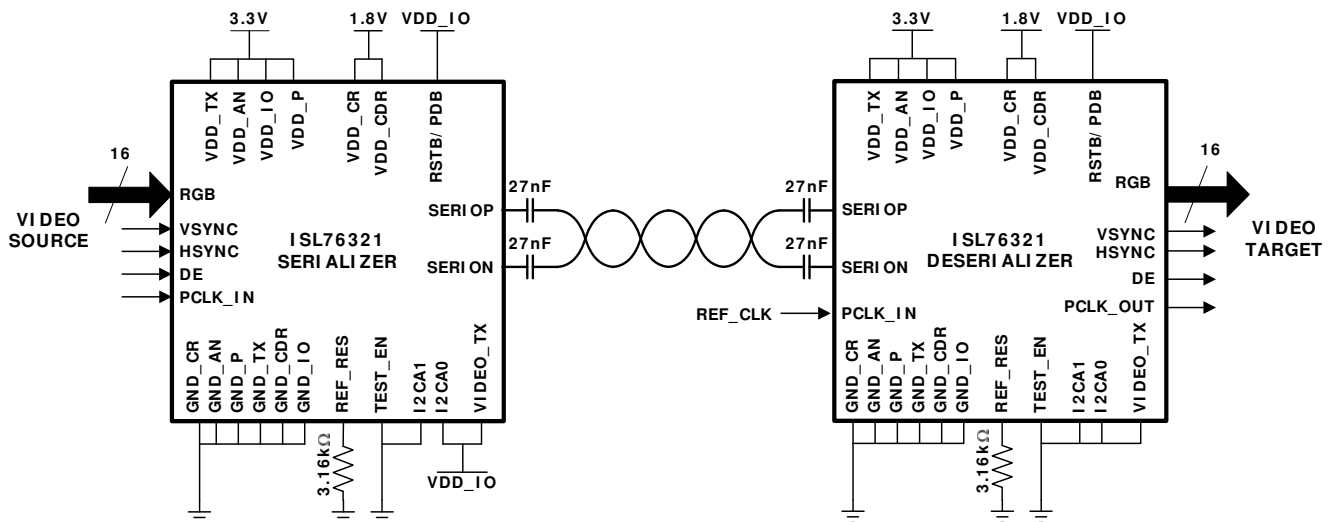 3.3V
1.8V
VDD_IO
3.3V
1.8V
VDD_IO
VDD_TX
VDD_AN
VDD_IO
VDD_P
VDD_CR
VDD_CDR
RSTB/PDB
VDD_TX
VDD_AN
VDD_IO
VDD_P
VDD_CR
VDD_CDR
RSTB/PDB
16
RGB
VIDEO
SOURCE
VSYNC
HSYNC
DE
PCLK_IN
ISL76321
SERIALIZER
SERIOP
SERION
27nF
27nF
27nF
27nF
SERIOP
SERION
ISL76321
DESERIALIZER
REF_CLK
PCLK_IN
16
RGB
VSYNC
HSYNC
DE
PCLK_OUT
VIDEO
TARGET
GND_CR
GND_AN
GND_P
GND_TX
GND_CDR
GND_IO
REF_RES
TEST_EN
I2CA1
I2CA0
VIDEO_TX
GND_CR
GND_AN
GND_P
GND_TX
GND_CDR
GND_IO
REF_RES
TEST_EN
I2CA1
I2CA0
VIDEO_TX
3.16kΩ
VDD_IO
3.16kΩ